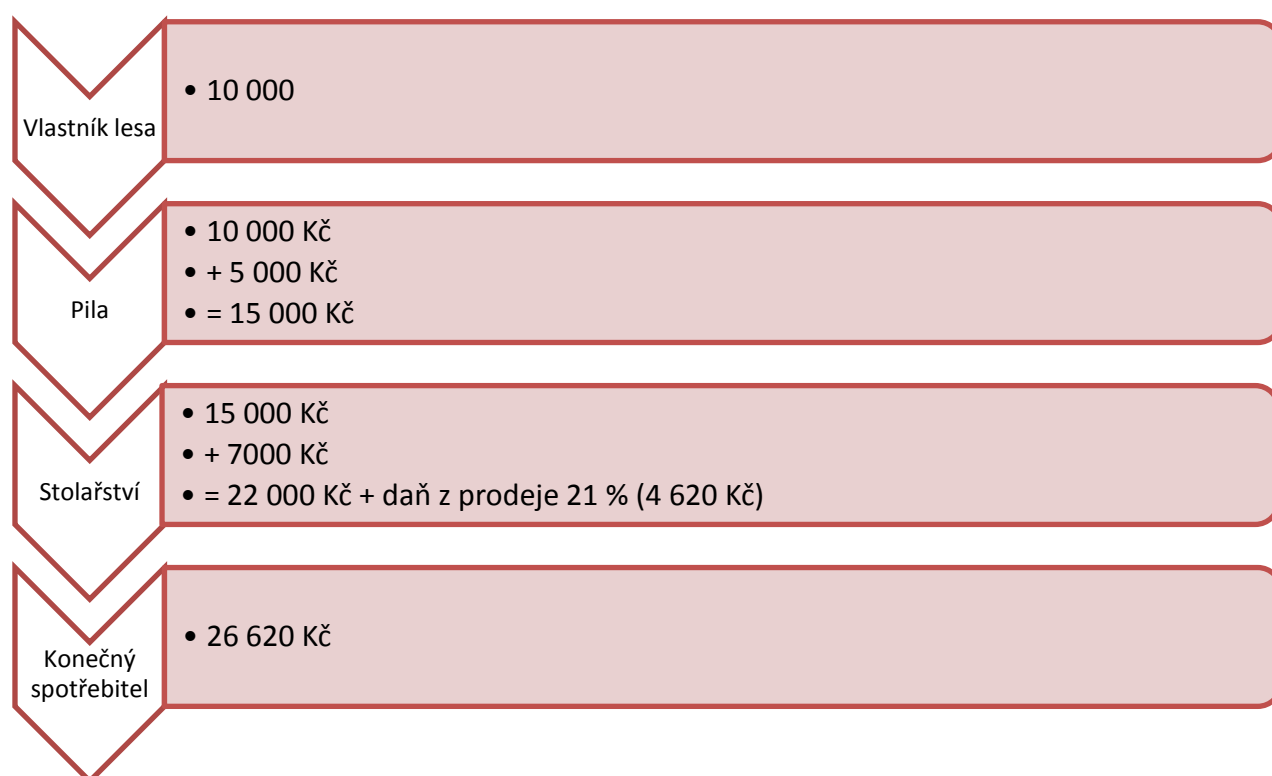 Vlastník lesa
• 10 000
Pila
• 10 000 Kč
• + 5 000 Kč
• = 15 000 Kč
Stolařství
• 15 000 Kč
• + 7000 Kč
• = 22 000 Kč + daň z prodeje 21 % (4 620 Kč)
Konečný
spotřebitel
• 26 620 Kč